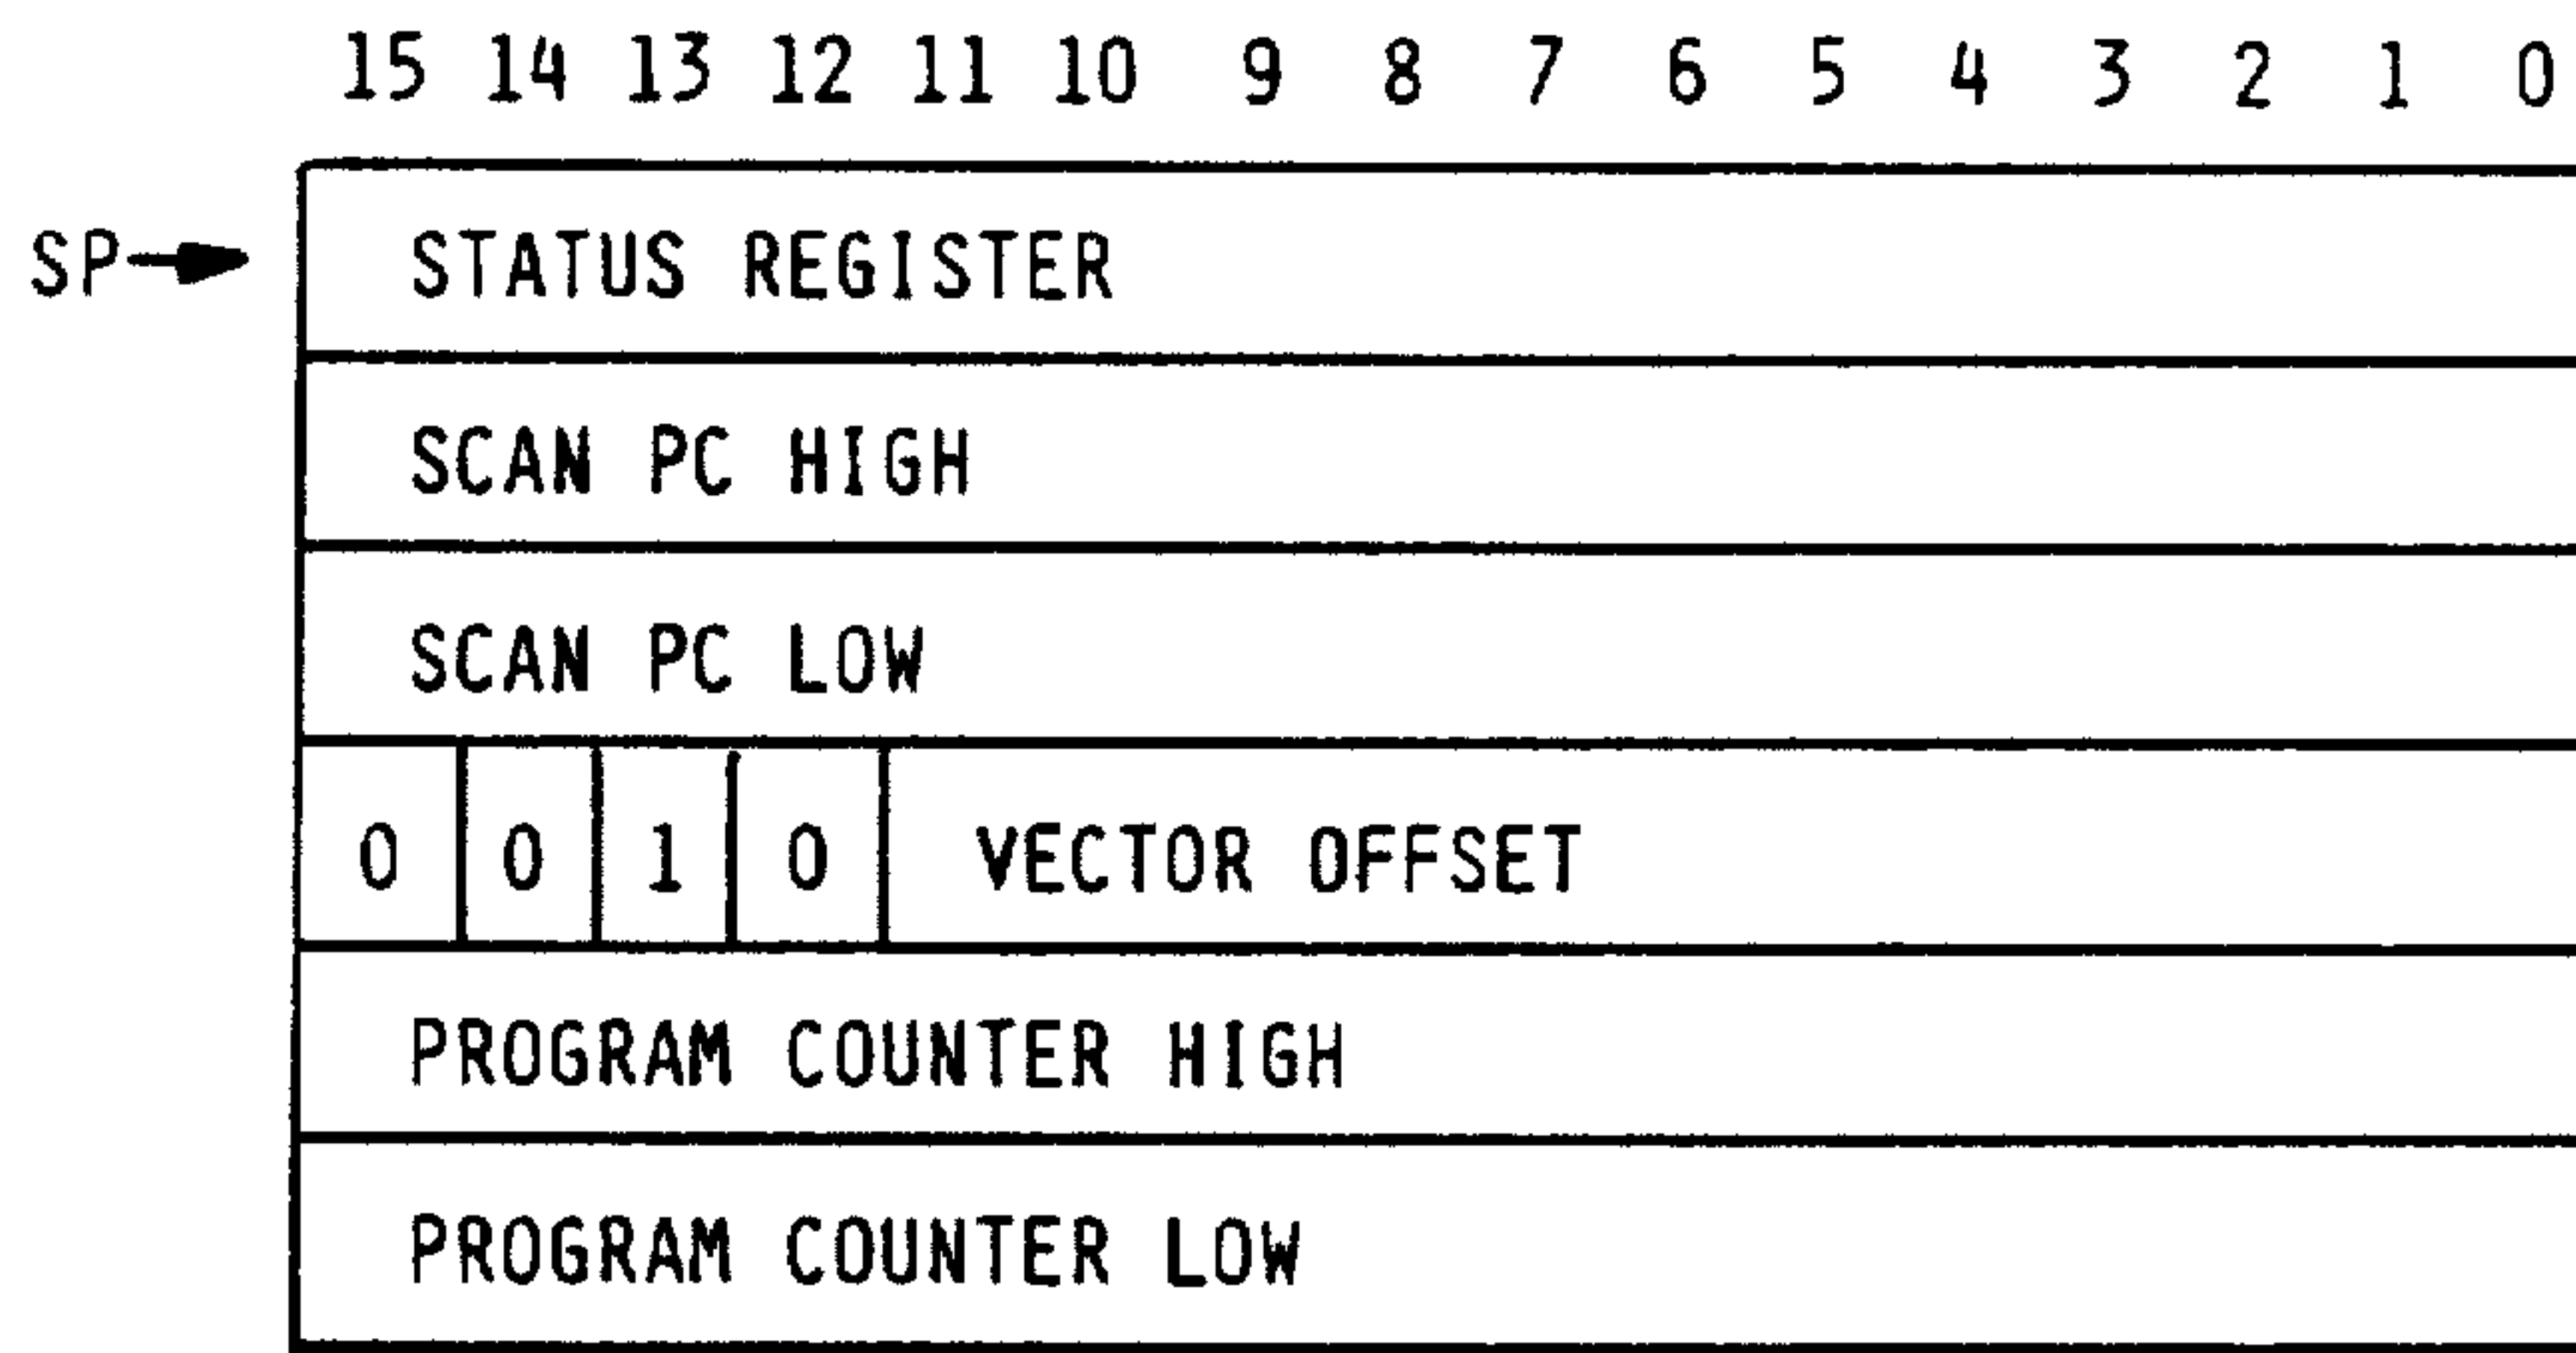 15 14 13 12 11 10 9 8 7 6 5 4 3 2 1 0
SP STATUS REGISTER
SCAN PC HIGH
SCAN PC LOW
0 0 1 0 VECTOR OFFSET
PROGRAM COUNTER HIGH
PROGRAM COUNTER LOW